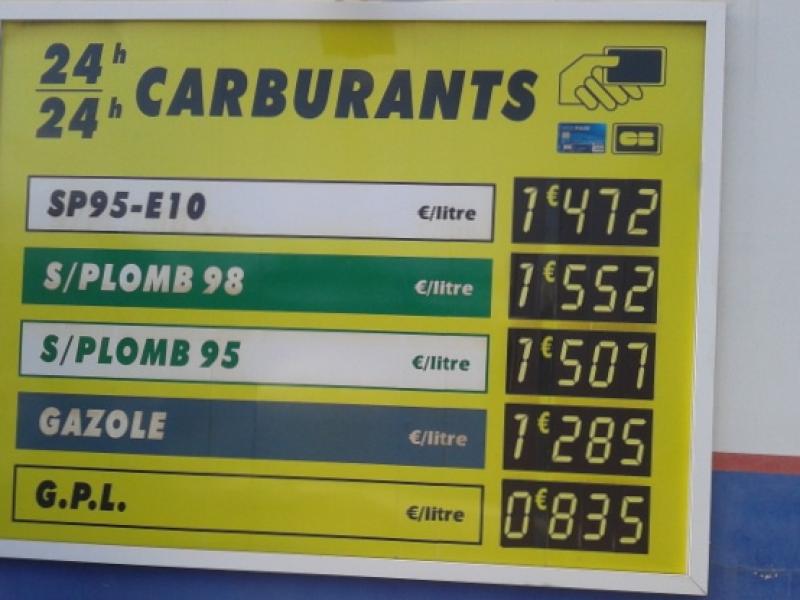 24h CARBURANTS
24h
CB
SP95-E10 €/litre 1€472
S/PLOMB 98 €/litre 1€552
S/PLOMB 95 €/litre 1€507
GAZOLE €/litre 1€285
G.P.L. €/litre 0€835